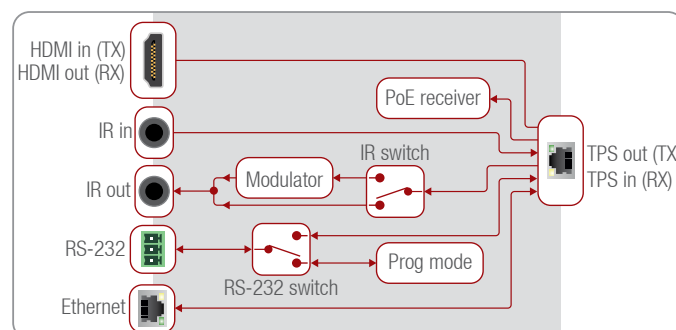 HDMI in (TX)
HDMI out (RX)
PoE receiver
IR in
IR switch
TPS out (TX
TPS in (RX)
IR out
Modulator
RS-232
Prog mode
RS-232 switch
Ethernet